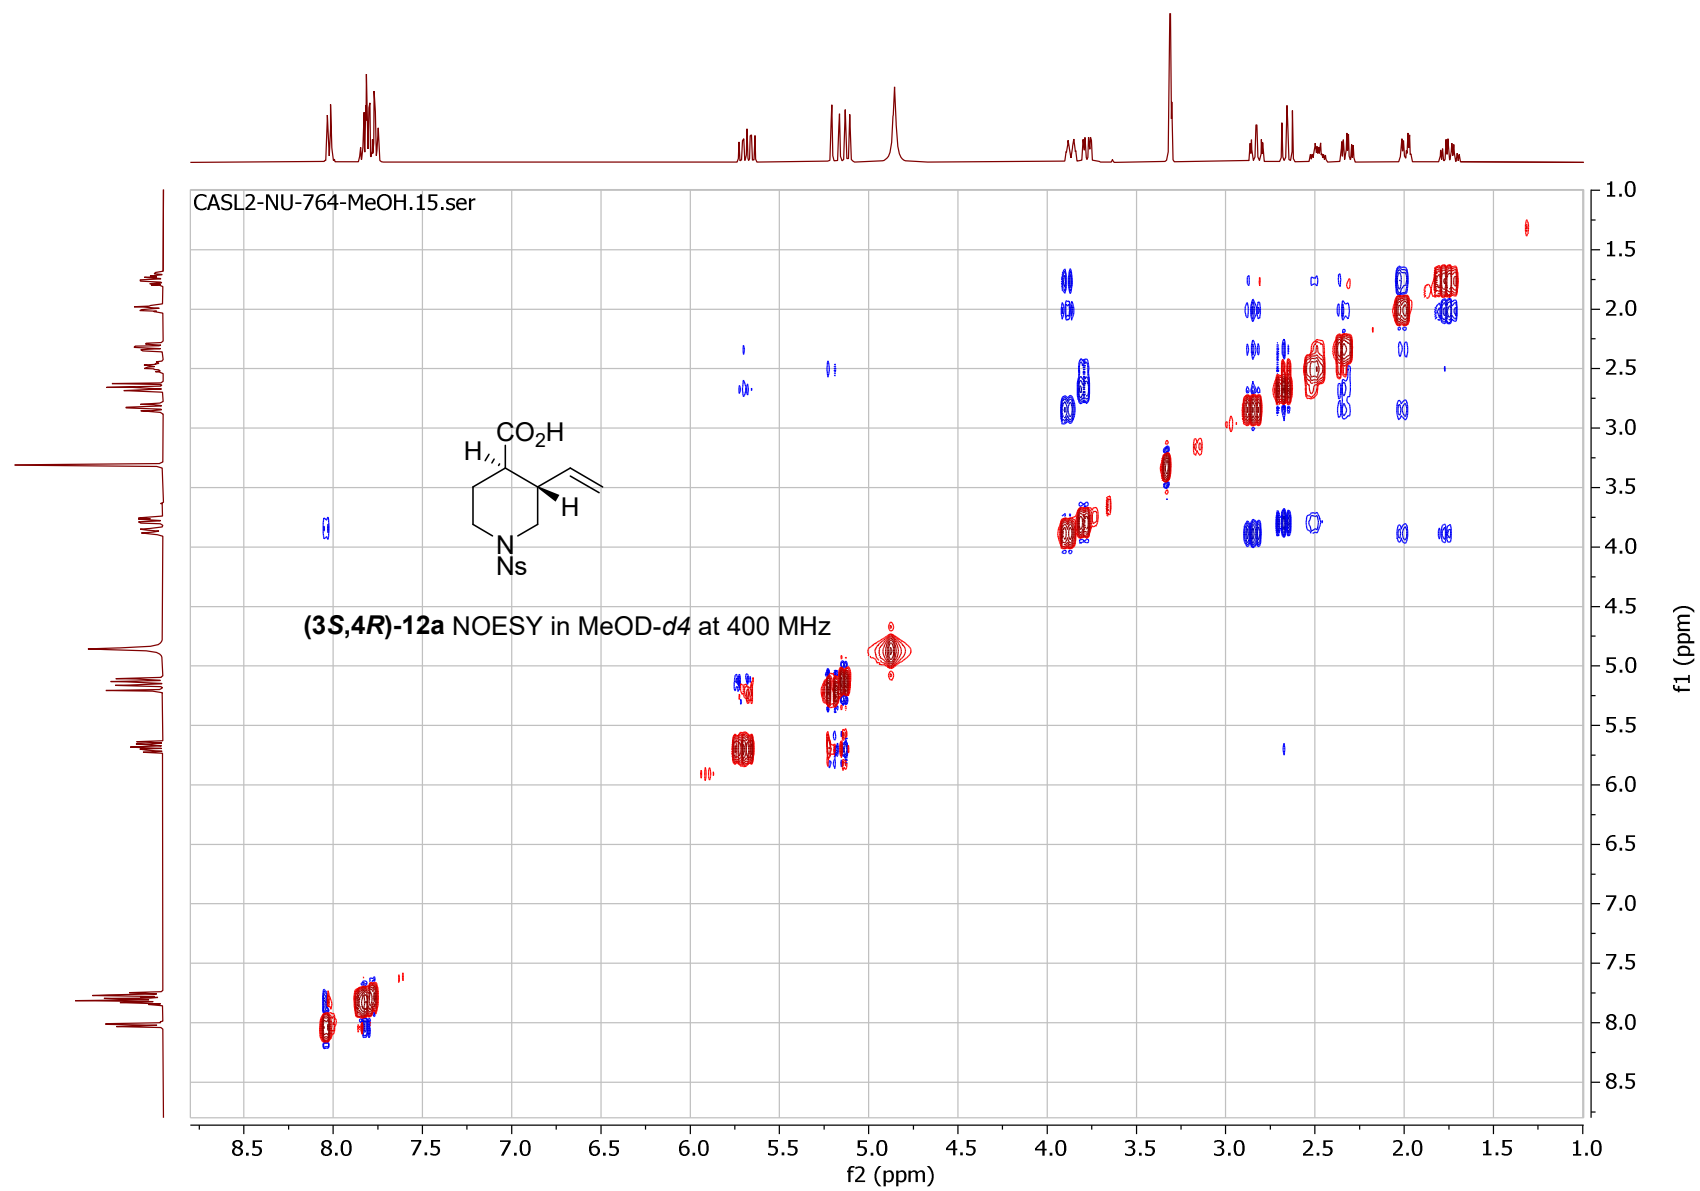 CASL2-NU-764-MeOH.15.ser
CO2H
H
H
N
Ns
(3S,4R)-12a NOESY in MeOD-d4 at 400 MHz
1.0
1.5
2.0
2.5
3.0
3.5
4.0
4.5
5.0
5.5
6.0
6.5
7.0
7.5
8.0
8.5
f1 (ppm)
8.5 8.0 7.5 7.0 6.5 6.0 5.5 5.0 4.5 4.0 3.5 3.0 2.5 2.0 1.5 1.0
f2 (ppm)